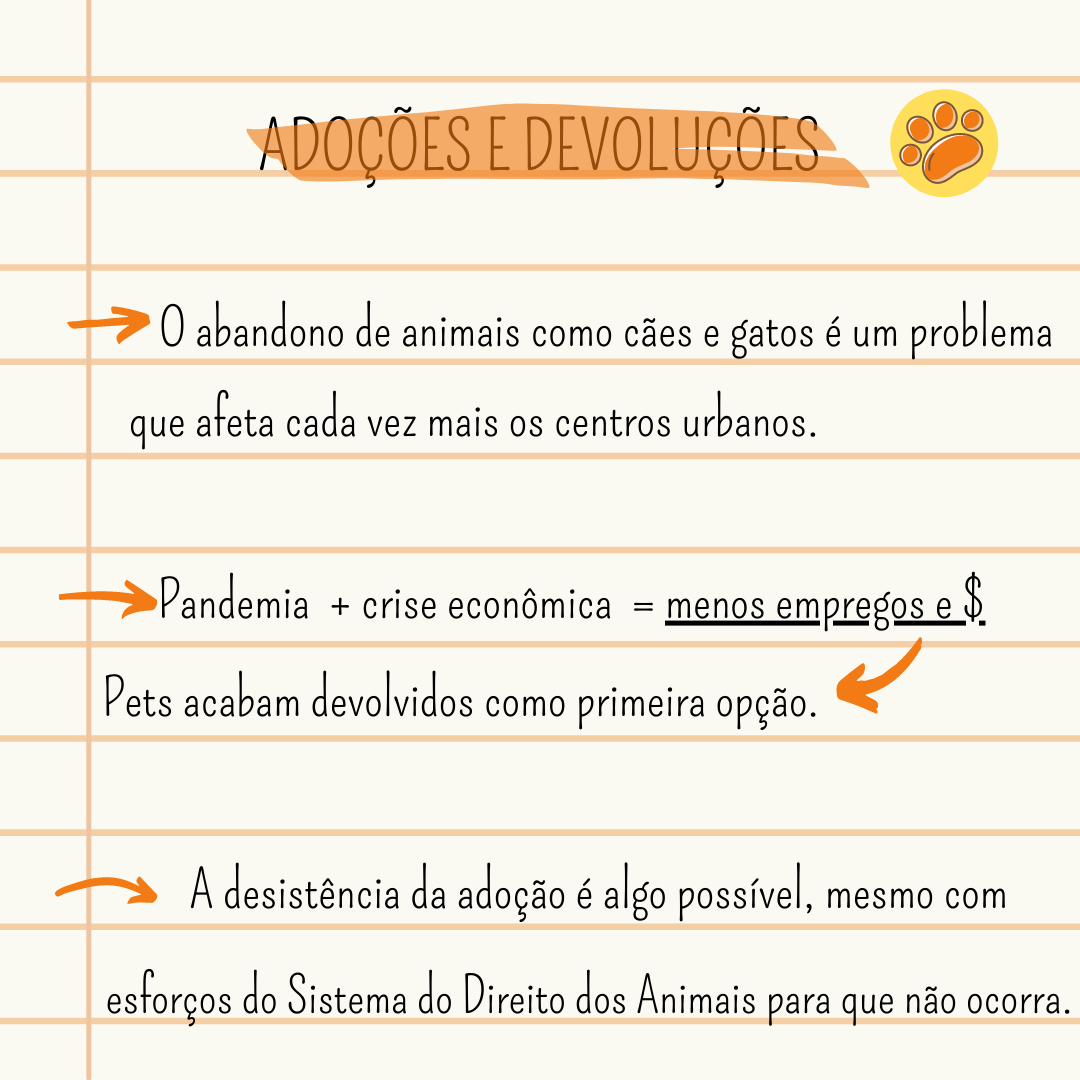 ADOÇÕES E DEVOLUÇÕES
O abandono de animais como cães e gatos é um problema
que afeta cada vez mais os centros urbanos.
Pandemia + crise econômica = menos empregos e $
Pets acabam devolvidos como primeira opção.
A desistência da adoção é algo possível, mesmo com
esforços do Sistema do Direito dos Animais para que não ocorra.